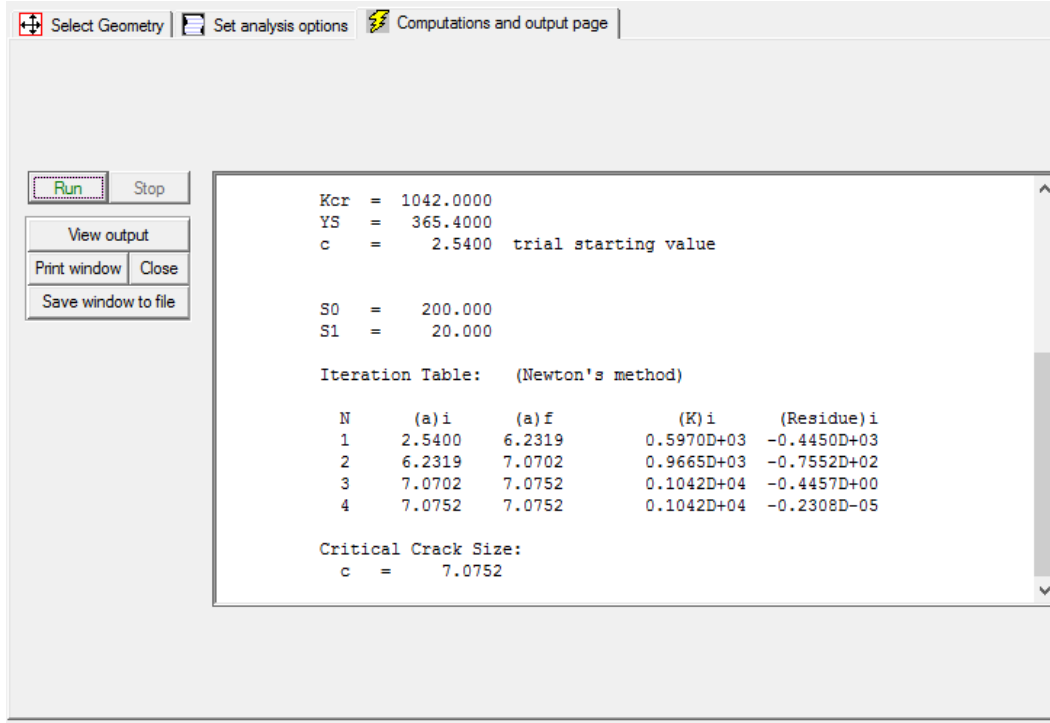 Select Geometry Set analysis options Computations and output page
Run Stop
View output
Print window Close
Save window to file
Kcr = 1042.0000
YS = 365.4000
c = 2.5400 trial starting value
S0 = 200.000
S1 = 20.000
Iteration Table: (Newton's method)
N (a)i (a)f (K)i (Residue)i
1 2.5400 6.2319 0.5970D+03 -0.4450D+03
2 6.2319 7.0702 0.9665D+03 -0.7552D+02
3 7.0702 7.0752 0.1042D+04 -0.4457D+00
4 7.0752 7.0752 0.1042D+04 -0.2308D-05
Critical Crack Size:
c = 7.0752